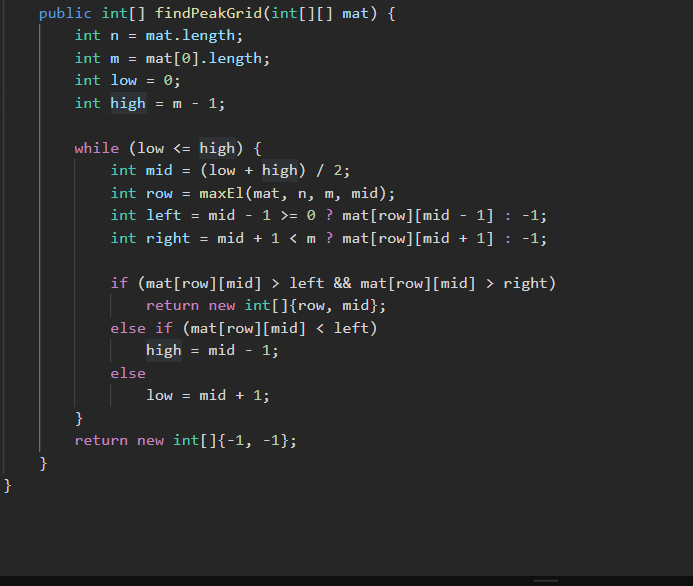 public int[] findPeakGrid(int[][] mat) {
int n = mat.length;
int m = mat[0].length;
int low = 0;
int high = m - 1;
while (low <= high) {
int mid = (low + high) / 2;
int row = maxEl(mat, n, m, mid);
int left = mid - 1 >= 0 ? mat[row][mid - 1] : -1;
int right = mid + 1 < m ? mat[row][mid + 1] : -1;
if (mat[row][mid] > left && mat[row][mid] > right)
return new int[]{row, mid};
else if (mat[row][mid] < left)
high = mid - 1;
else
low = mid + 1;
}
return new int[]{-1, -1};
}
}